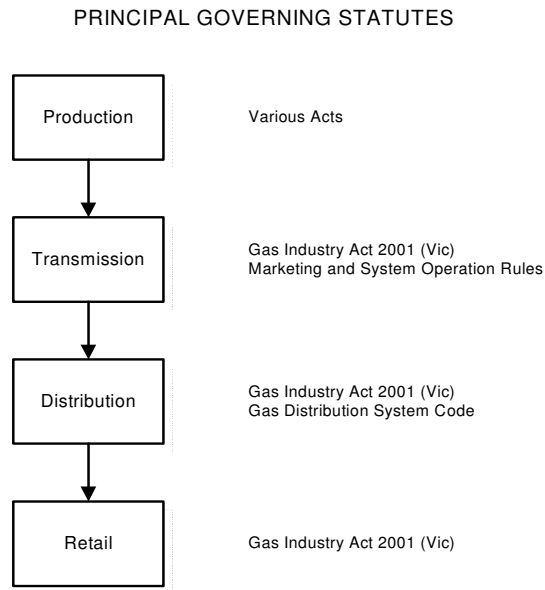 PRINCIPAL GOVERNING STATUTES
Production
Various Acts
Transmission
Gas Industry Act 2001 (Vic)
Marketing and System Operation Rules
Distribution
Gas Industry Act 2001 (Vic)
Gas Distribution System Code
Retail
Gas Industry Act 2001 (Vic)